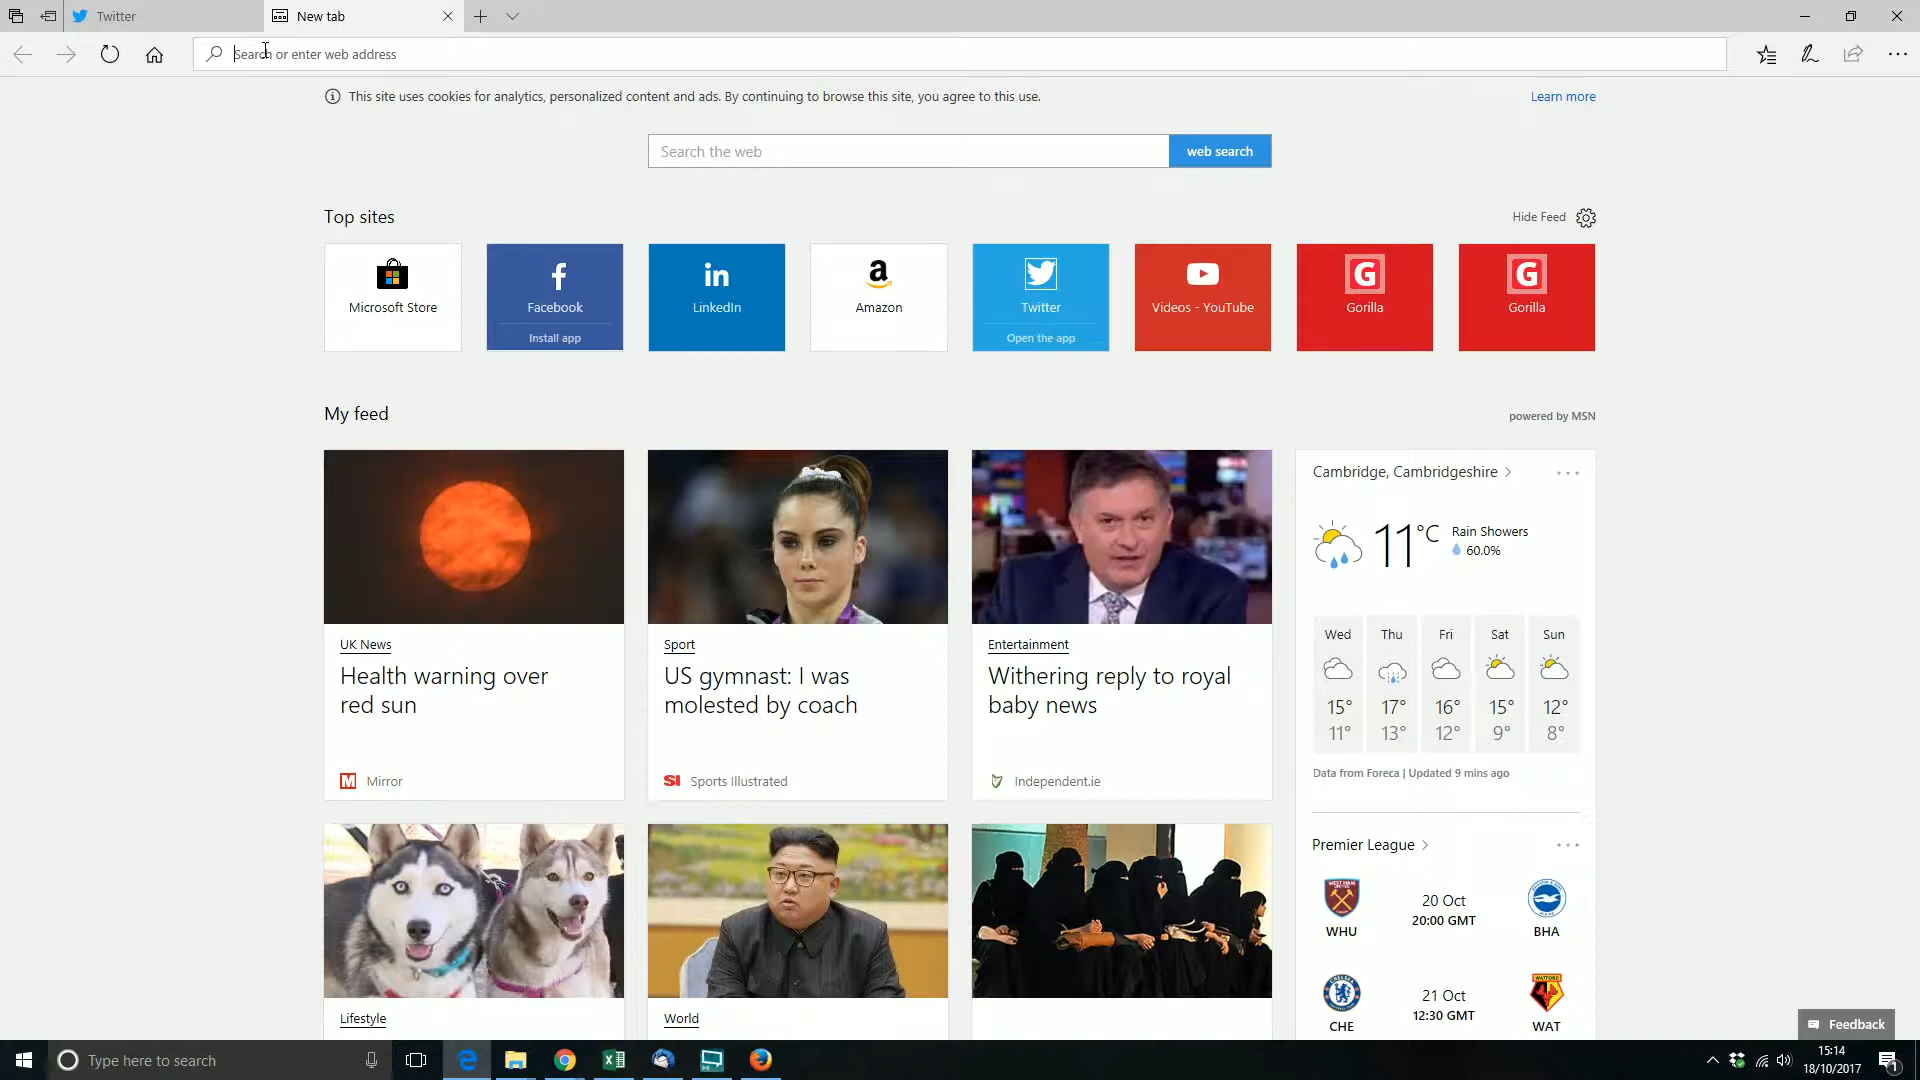 Twitter
New tab
Search or enter web address
This site uses cookies for analytics, personalized content and ads. By continuing to browse this site, you agree to this use.
Learn more
Search the web
web search
Top sites
Hide Feed
Microsoft Store
Facebook
Install app
in
LinkedIn
a
Amazon
Twitter
Open the app
Videos - YouTube
G
Gorilla
G
Gorilla
My feed
powered by MSN
UK News
Health warning over
red sun
M
Mirror
Sport
US gymnast: I was
molested by coach
SI
Sports Illustrated
Entertainment
Withering reply to royal
baby news
Independent.ie
Cambridge, Cambridgeshire
11°C
Rain Showers
60.0%
Wed Thu Fri Sat Sun
15° 17° 16° 15° 12°
11° 13° 12° 9° 8°
Data from Foreca | Updated 9 mins ago
Premier League
WHU
20 Oct
20:00 GMT
BHA
CHE
21 Oct
12:30 GMT
WAT
Lifestyle
World
Feedback
Type here to search
15:14
18/10/2017
1